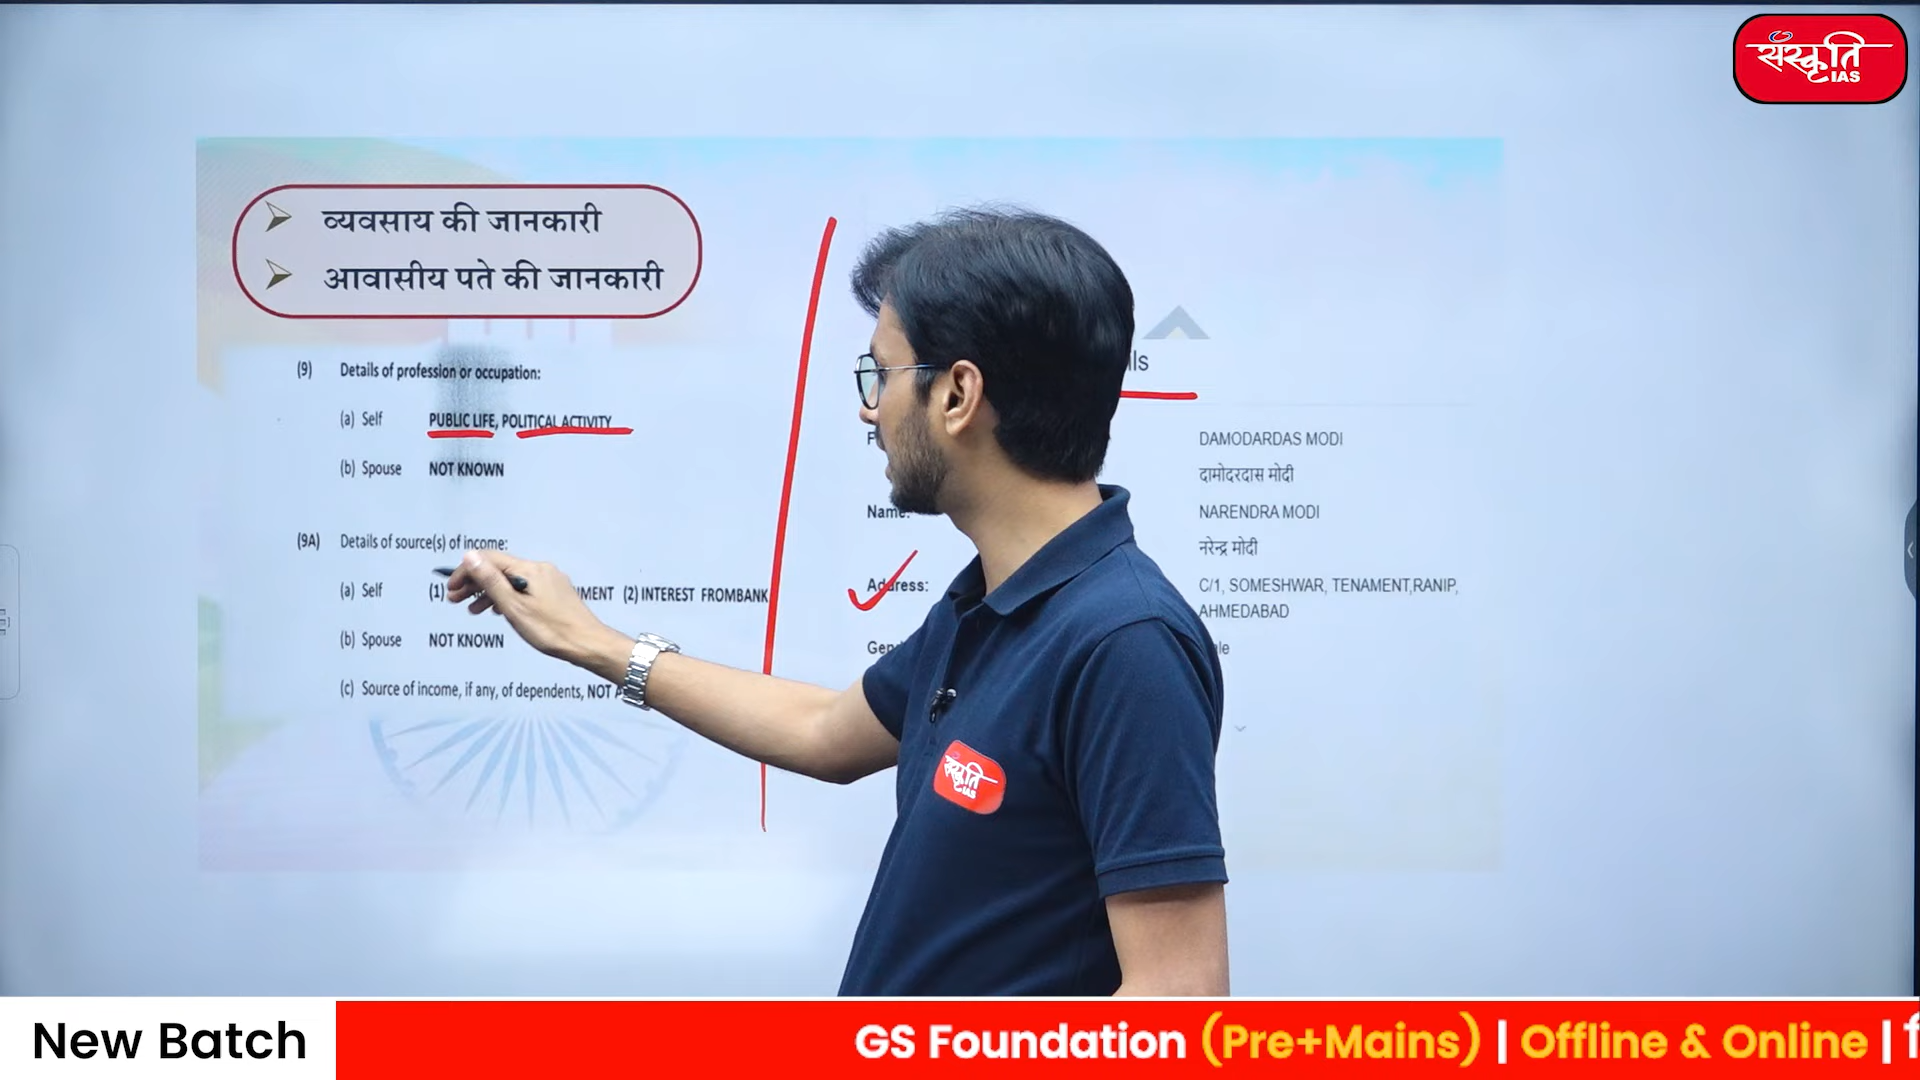 संस्कृति
IAS
व्यवसाय की जानकारी
आवासीय पते की जानकारी
(9) Details of profession or occupation:
(a) Self PUBLIC LIFE, POLITICAL ACTIVITY
(b) Spouse NOT KNOWN
(9A) Details of source(s) of income:
(a) Self (1) (2) INTEREST FROMBANK
(b) Spouse NOT KNOWN
(c) Source of income, if any, of dependents, NOT
DAMODARDAS MODI
दामोदरदास मोदी
Name: NARENDRA MODI
नरेन्द्र मोदी
Address: C/1, SOMESHWAR, TENAMENT,RANIP,
AHMEDABAD
संस्कृति
IAS
New Batch
GS Foundation (Pre+Mains) | Offline & Online |